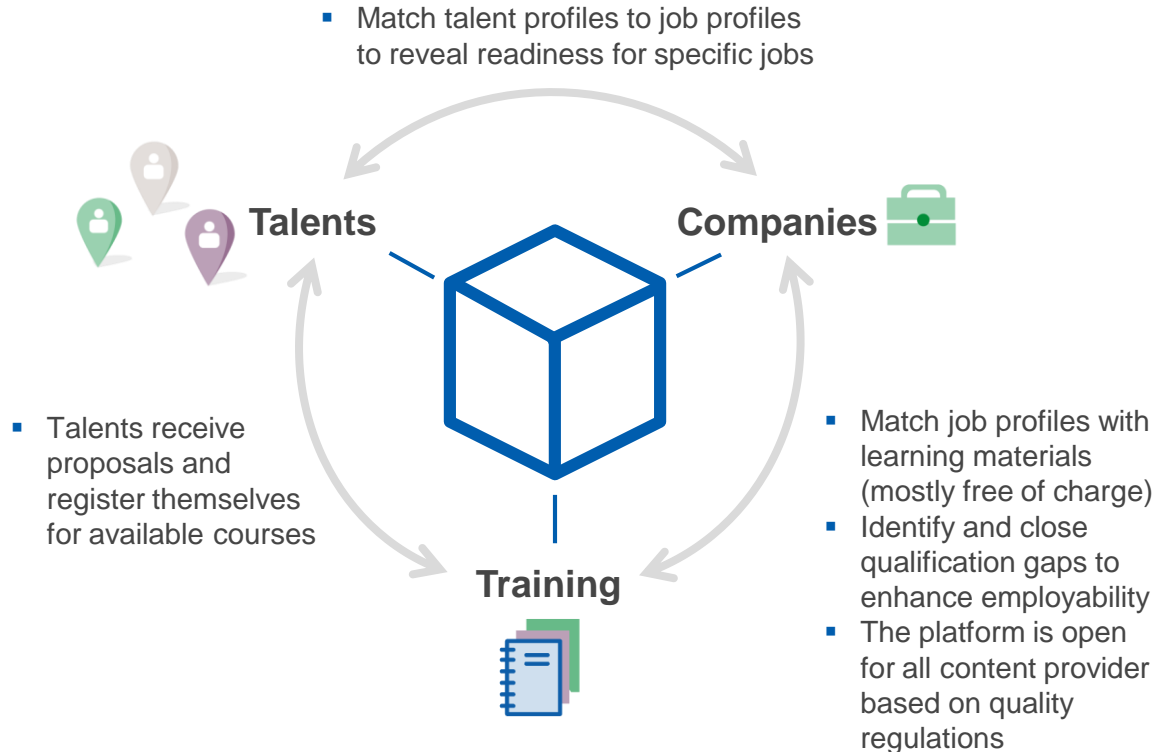 ▪ Match talent profiles to job profiles
to reveal readiness for specific jobs
Talents
Companies
▪ Talents receive
proposals and
register themselves
for available courses
▪ Match job profiles with
learning materials
(mostly free of charge)
▪ Identify and close
qualification gaps to
enhance employability
▪ The platform is open
for all content provider
based on quality
regulations
Training